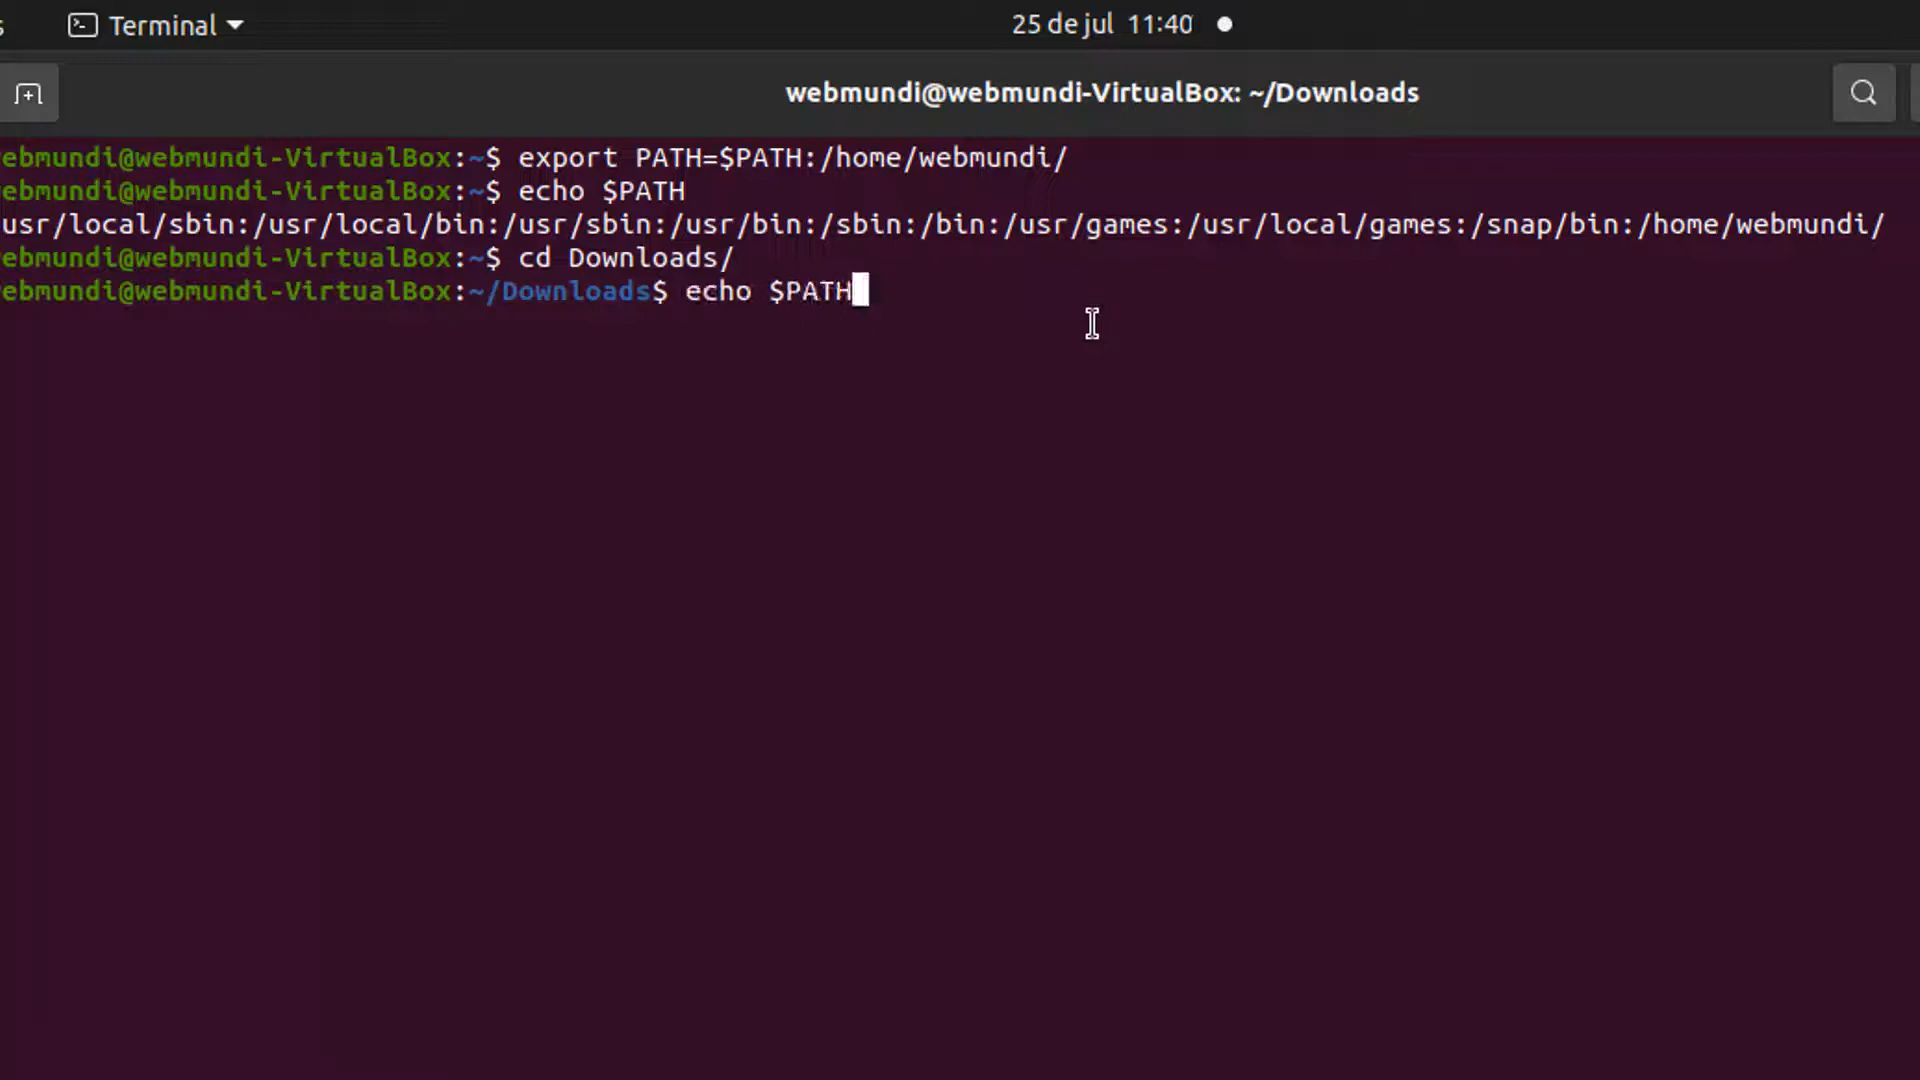 s Terminal 25 de jul 11:40
webmundi@webmundi-VirtualBox: ~/Downloads
ebmundi@webmundi-VirtualBox:~$ export PATH=$PATH:/home/webmundi/
ebmundi@webmundi-VirtualBox:~$ echo $PATH
usr/local/sbin:/usr/local/bin:/usr/sbin:/usr/bin:/sbin:/bin:/usr/games:/usr/local/games:/snap/bin:/home/webmundi/
ebmundi@webmundi-VirtualBox:~$ cd Downloads/
ebmundi@webmundi-VirtualBox:~/Downloads$ echo $PATH